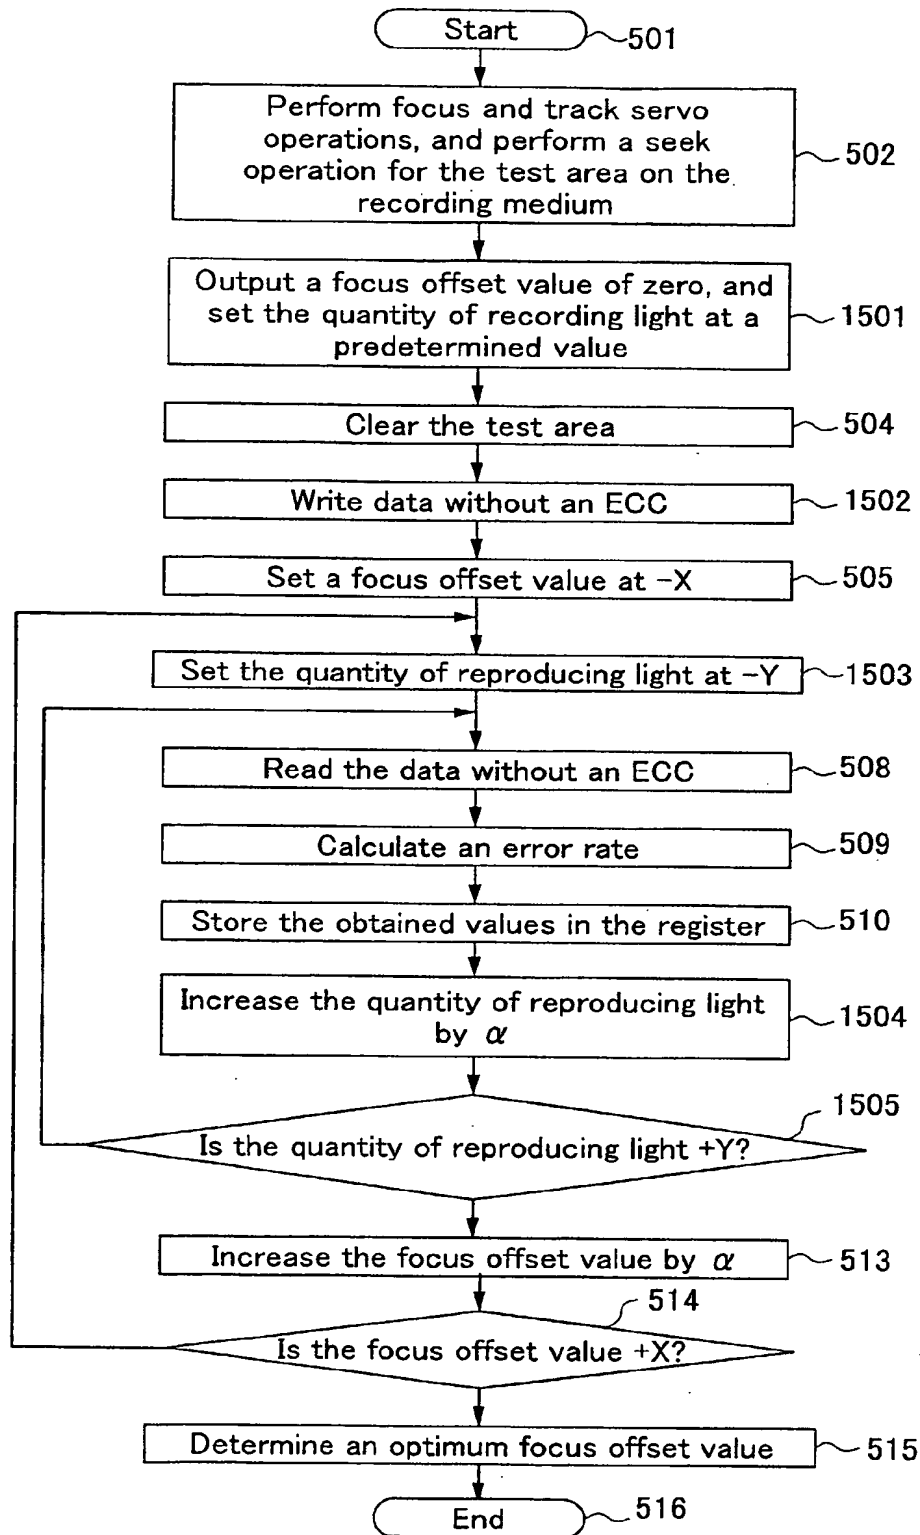 Start
501
Perform focus and track servo
operations, and perform a seek
operation for the test area on the
recording medium
502
Output a focus offset value of zero, and
set the quantity of recording light at a
predetermined value
1501
Clear the test area
504
Write data without an ECC
1502
Set a focus offset value at −X
505
Set the quantity of reproducing light at −Y
1503
Read the data without an ECC
508
Calculate an error rate
509
Store the obtained values in the register
510
Increase the quantity of reproducing light
by α
1504
1505
Is the quantity of reproducing light +Y?
Increase the focus offset value by α
513
514
Is the focus offset value +X?
Determine an optimum focus offset value
515
End
516